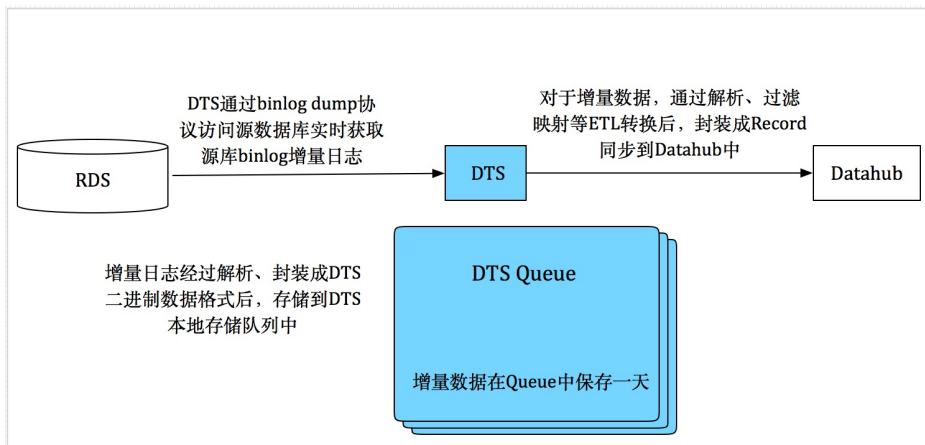 DTS通过binlog dump协
议访问源数据库实时获取
源库binlog增量日志
对于增量数据，通过解析、过滤
映射等ETL转换后，封装成Record
同步到Datahub中
RDS
DTS
Datahub
增量日志经过解析、封装成DTS
二进制数据格式后，存储到DTS
本地存储队列中
DTS Queue
增量数据在Queue中保存一天